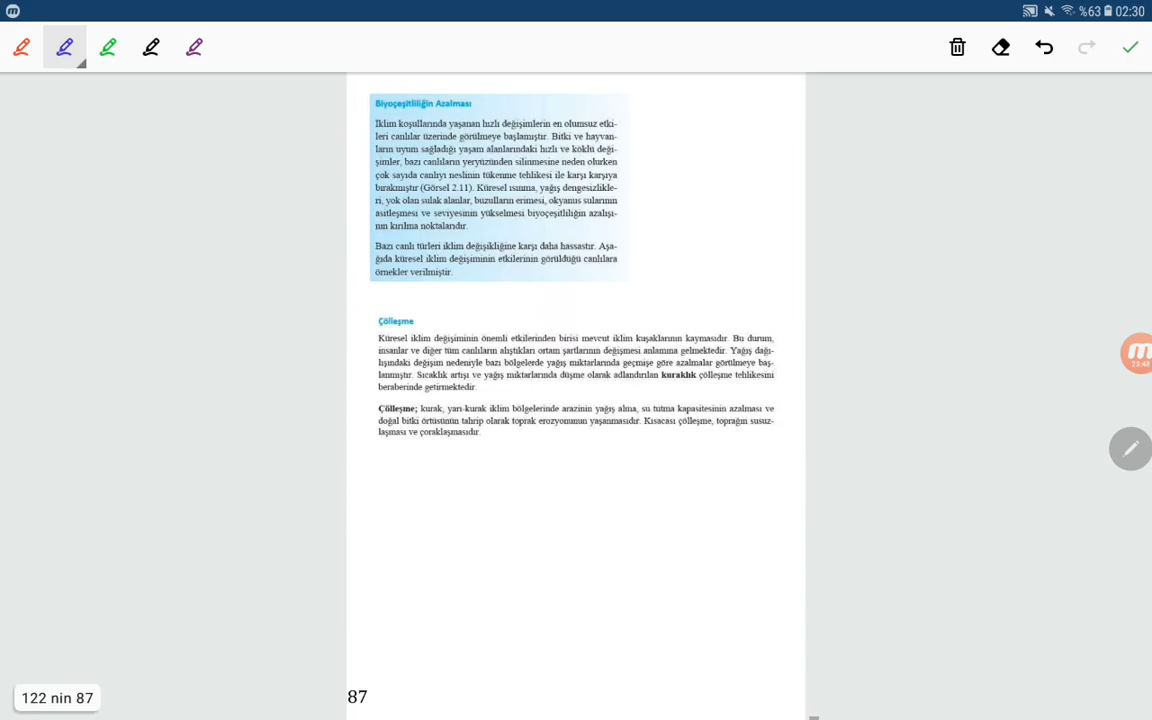 %63 02:30
Biyoçeşitliliğin Azalması
İklim koşullarında yaşanan hızlı değişimlerin en olumsuz etki-
leri canlılar üzerinde görülmeye başlamıştır. Bitki ve hayvan-
ların uyum sağladığı yaşam alanlarındaki hızlı ve köklü deği-
şimler, bazı canlıların yeryüzünden silinmesine neden olurken
çok sayıda canlıyı neslinin tükenme tehlikesi ile karşı karşıya
bırakmıştır (Görsel 2.11). Küresel ısınma, yağış dengesizlikle-
ri, yok olan sulak alanlar, buzulların erimesi, okyanus sularının
asitleşmesi ve seviyesinin yükselmesi biyoçeşitliliğin azalışı-
nın kırılma noktalarıdır.
Bazı canlı türleri iklim değişikliğine karşı daha hassastır. Aşa-
ğıda küresel iklim değişiminin etkilerinin görüldüğü canlılara
örnekler verilmiştir.
Çölleşme
Küresel iklim değişiminin önemli etkilerinden birisi mevcut iklim kuşaklarının kaymasıdır. Bu durum,
insanlar ve diğer tüm canlıların alıştıkları ortam şartlarının değişmesi anlamına gelmektedir. Yağış dağı-
lışındaki değişim nedeniyle bazı bölgelerde yağış miktarlarında geçmişe göre azalmalar görülmeye baş-
lanmıştır. Sıcaklık artışı ve yağış miktarlarında düşme olarak adlandırılan kuraklık çölleşme tehlikesini
beraberinde getirmektedir.
Çölleşme; kurak, yarı-kurak iklim bölgelerinde arazinin yağış alma, su tutma kapasitesinin azalması ve
doğal bitki örtüsünün tahrip olarak toprak erozyonunun yaşanmasıdır. Kısacası çölleşme, toprağın susuz-
laşması ve çoraklaşmasıdır.
23:48
122 nin 87
87